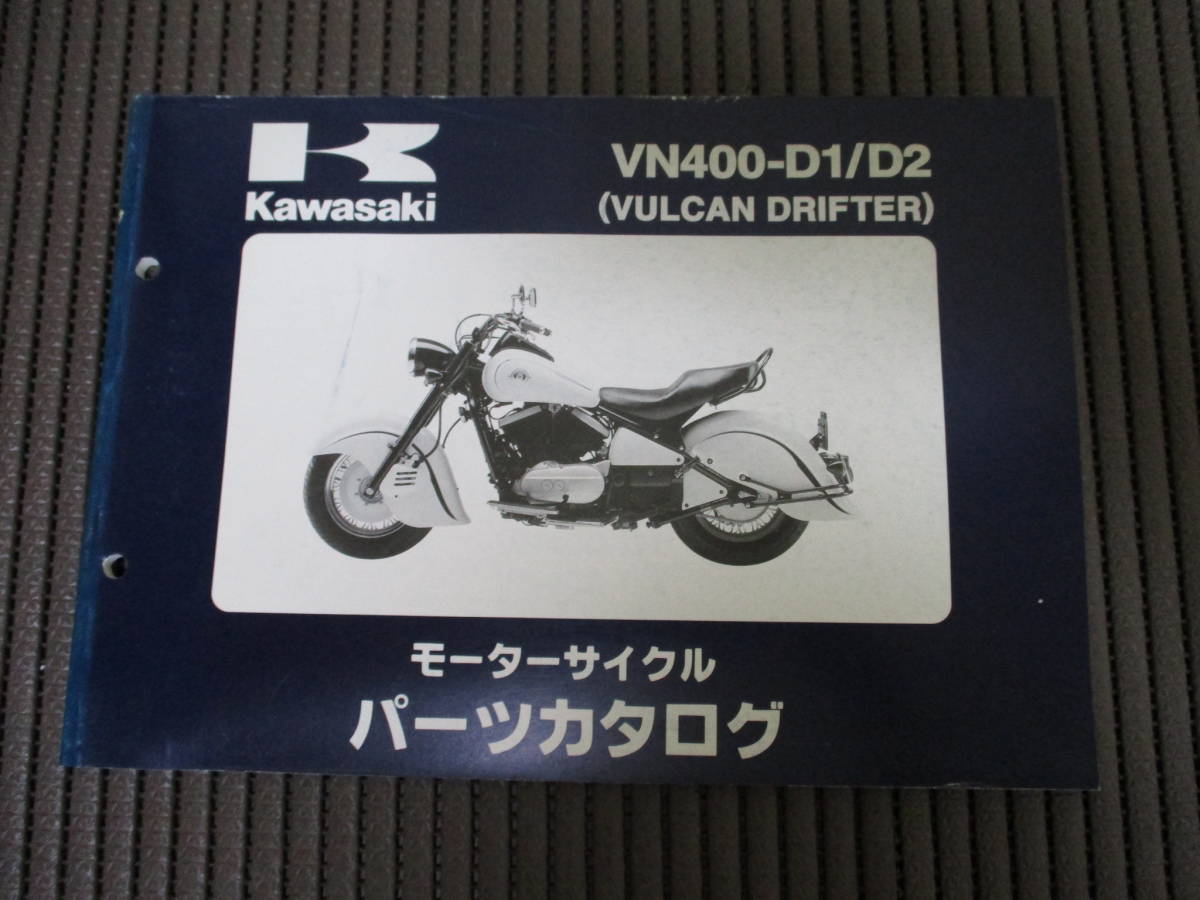 Kawasaki
VN400-D1/D2
(VULCAN DRIFTER)
モーターサイクル
パーツカタログ